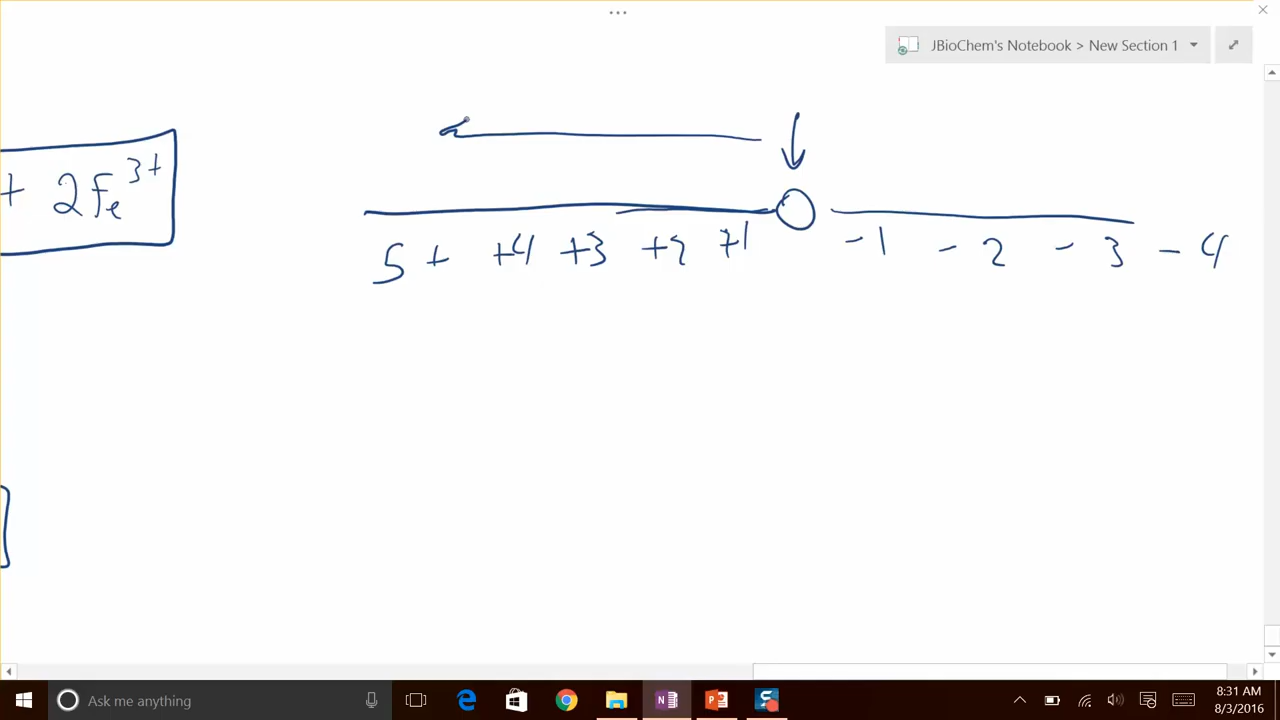 ...
JBioChem's Notebook > New Section 1
+ 2Fe³⁺
5+ +4 +3 +2 +1 0 -1 -2 -3 -4
Ask me anything
8:31 AM
8/3/2016